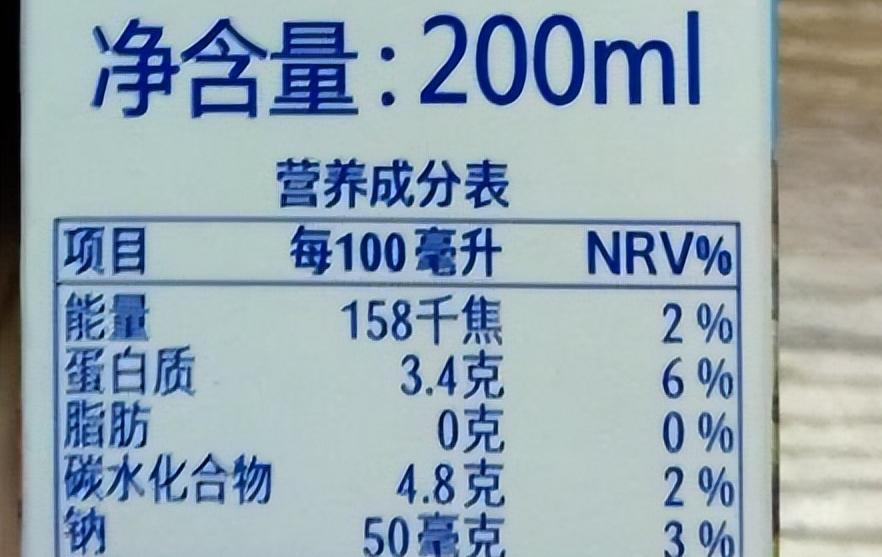 净含量:200ml
营养成分表
项目 每100毫升 NRV%
能量 158千焦 2%
蛋白质 3.4克 6%
脂肪 0克 0%
碳水化合物 4.8克 2%
钠 50毫克 3%